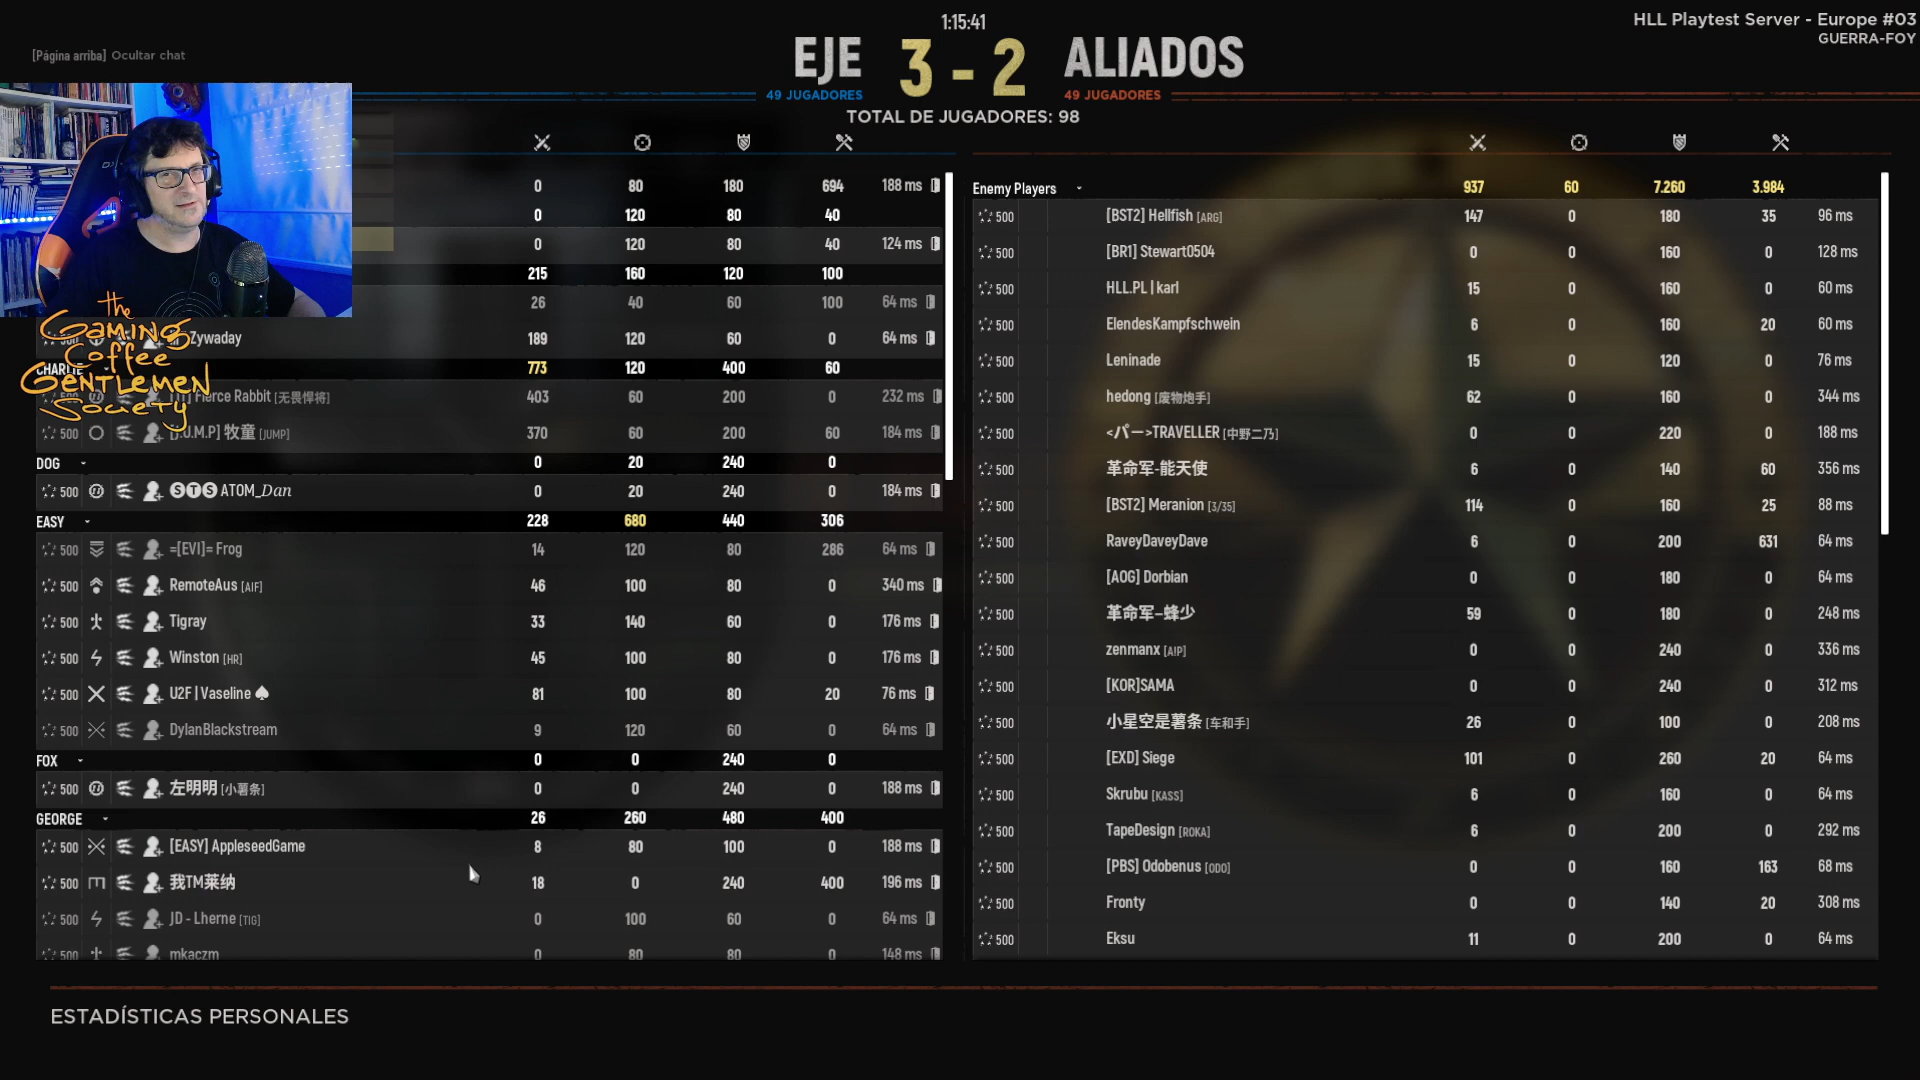 1:15:41
HLL Playtest Server - Europe #03
GUERRA-FOY
[Página arriba] Ocultar chat
EJE 3 - 2 ALIADOS
49 JUGADORES 49 JUGADORES
TOTAL DE JUGADORES: 98
0 80 180 694 188 ms
0 120 80 40
0 120 80 40 124 ms
215 160 120 100
26 40 60 100 64 ms
Zywaday 189 120 60 0 64 ms
the
Gaming
Coffee
Gentlemen
Society
CHARLIE 773 120 400 60
Fierce Rabbit [无畏悍将] 403 60 200 0 232 ms
500 [J.U.M.P] 牧童 [JUMP] 370 60 200 60 184 ms
DOG 0 20 240 0
500 STS ATOM_Dan 0 20 240 0 184 ms
EASY 228 680 440 306
500 =[EVI]= Frog 14 120 80 286 64 ms
500 RemoteAus [AIF] 46 100 80 0 340 ms
500 Tigray 33 140 60 0 176 ms
500 Winston [HR] 45 100 80 0 176 ms
500 U2F | Vaseline ♠ 81 100 80 20 76 ms
500 DylanBlackstream 9 120 60 0 64 ms
FOX 0 0 240 0
500 左明明 [小薯条] 0 0 240 0 188 ms
GEORGE 26 260 480 400
500 [EASY] AppleseedGame 8 80 100 0 188 ms
500 我TM莱纳 18 0 240 400 196 ms
500 JD - Lherne [TIG] 0 100 60 0 64 ms
500 mkaczm 0 80 80 0 148 ms
Enemy Players 937 60 7.260 3.984
500 [BST2] Hellfish [ARG] 147 0 180 35 96 ms
500 [BR1] Stewart0504 0 0 160 0 128 ms
500 HLL.PL | karl 15 0 160 0 60 ms
500 ElendesKampfschwein 6 0 160 20 60 ms
500 Leninade 15 0 120 0 76 ms
500 hedong [废物炮手] 62 0 160 0 344 ms
500 <パー>TRAVELLER [中野二乃] 0 0 220 0 188 ms
500 革命军-能天使 6 0 140 60 356 ms
500 [BST2] Meranion [3/35] 114 0 160 25 88 ms
500 RaveyDaveyDave 6 0 200 631 64 ms
500 [AOG] Dorbian 0 0 180 0 64 ms
500 革命军–蜂少 59 0 180 0 248 ms
500 zenmanx [A!P] 0 0 240 0 336 ms
500 [KOR]SAMA 0 0 240 0 312 ms
500 小星空是薯条 [车和手] 26 0 100 0 208 ms
500 [EXD] Siege 101 0 260 20 64 ms
500 Skrubu [KASS] 6 0 160 0 64 ms
500 TapeDesign [ROKA] 6 0 200 0 292 ms
500 [PBS] Odobenus [ODO] 0 0 160 163 68 ms
500 Fronty 0 0 140 20 308 ms
500 Eksu 11 0 200 0 64 ms
ESTADÍSTICAS PERSONALES